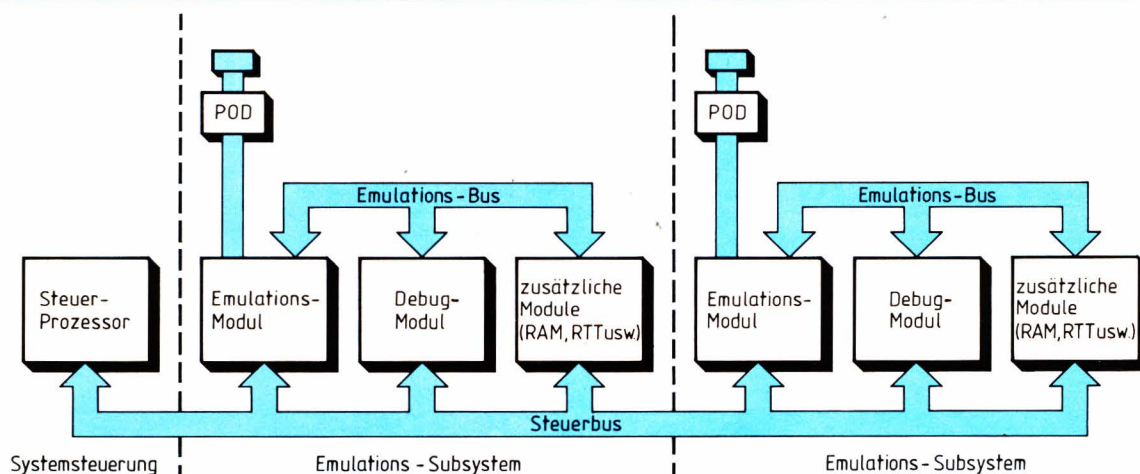 POD
POD
Emulations-Bus
Emulations-Bus
Steuer-
Prozessor
Emulations-
Modul
Debug-
Modul
zusätzliche
Module
(RAM,RTTusw.)
Emulations-
Modul
Debug-
Modul
zusätzliche
Module
(RAM,RTTusw.)
Steuerbus
Systemsteuerung
Emulations-Subsystem
Emulations-Subsystem